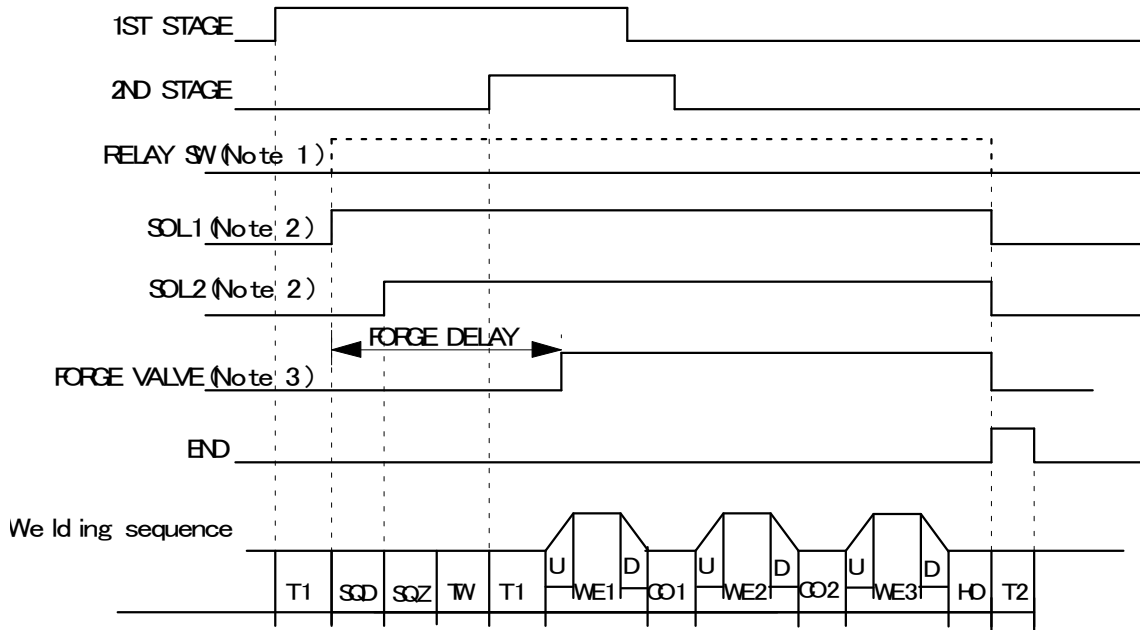 1ST STAGE
2ND STAGE
RELAY SW(Note 1)
SOL1(Note 2)
SOL2(Note 2)
FORGE DELAY
FORGE VALVE(Note 3)
END
Welding sequence
U D U D U D
T1 SQD SQZ TW T1 WE1 CO1 WE2 CO2 WE3 HO T2